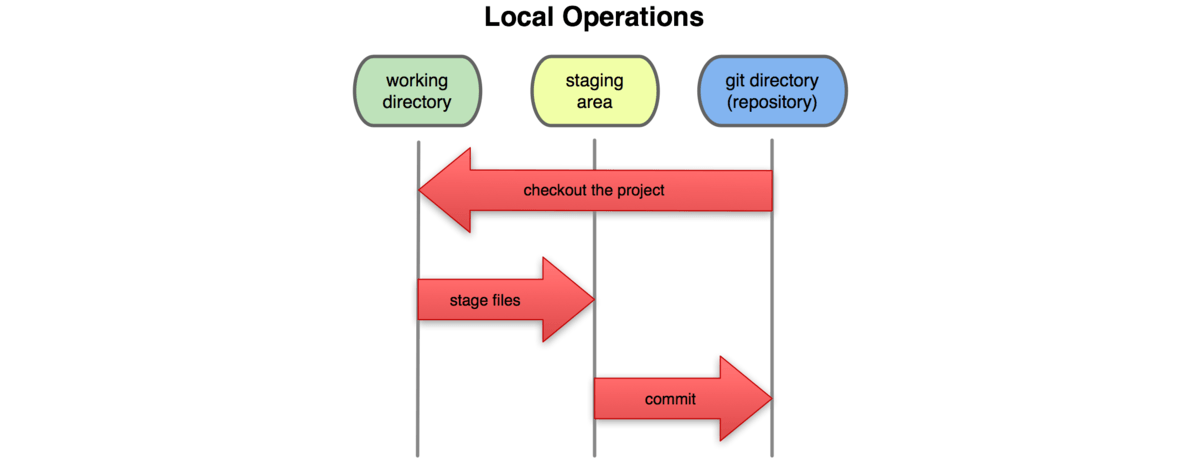 Local Operations
working
directory
staging
area
git directory
(repository)
checkout the project
stage files
commit